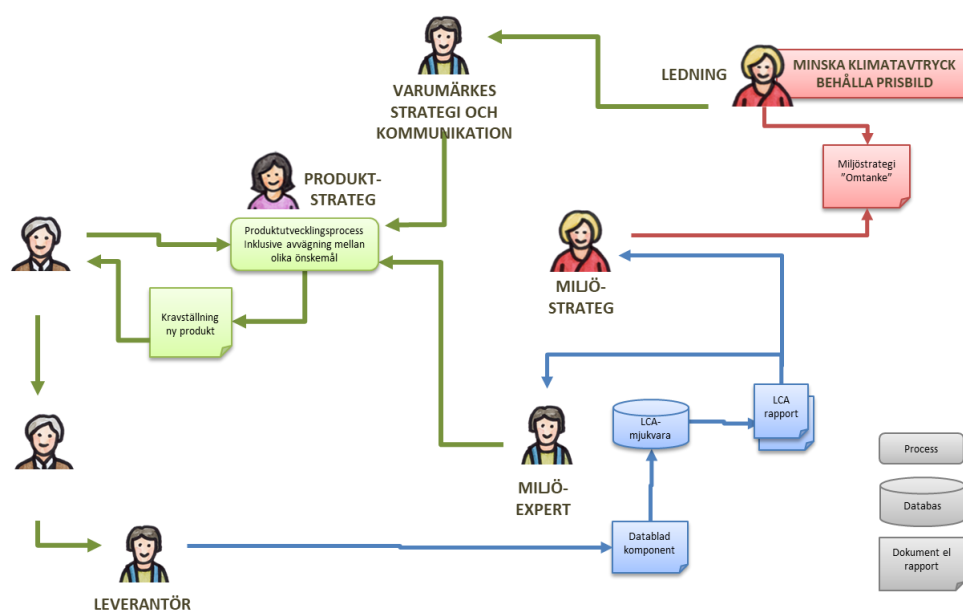 LEDNING
MINSKA KLIMATAVTRYCK
BEHÅLLA PRISBILD
VARUMÄRKES
STRATEGI OCH
KOMMUNIKATION
Miljöstrategi
”Omtanke”
PRODUKT-
STRATEG
Produktutvecklingsprocess
Inklusive avvägning mellan
olika önskemål
MILJÖ-
STRATEG
Kravställning
ny produkt
LCA-
mjukvara
LCA
rapport
MILJÖ-
EXPERT
Process
Databas
Datablad
komponent
Dokument el
rapport
LEVERANTÖR